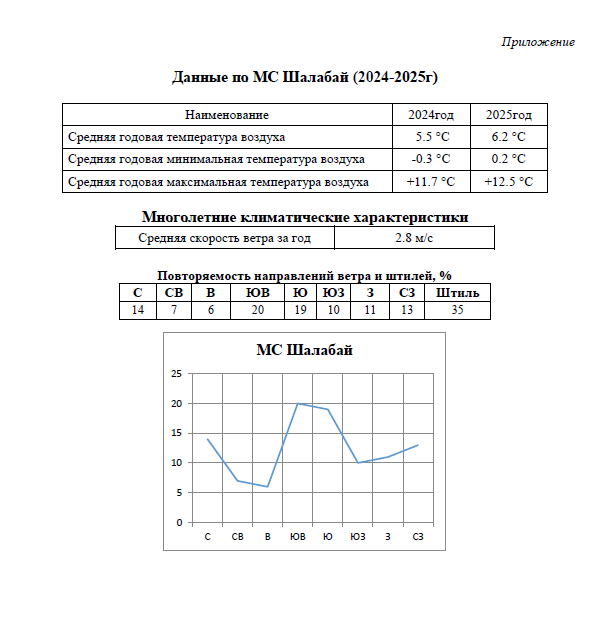 Приложение
Данные по МС Шалабай (2024-2025г)
Наименование 2024год 2025год
Средняя годовая температура воздуха 5.5 °С 6.2 °С
Средняя годовая минимальная температура воздуха -0.3 °С 0.2 °С
Средняя годовая максимальная температура воздуха +11.7 °С +12.5 °С
Многолетние климатические характеристики
Средняя скорость ветра за год 2.8 м/с
Повторяемость направлений ветра и штилей, %
С СВ В ЮВ Ю ЮЗ З СЗ Штиль
14 7 6 20 19 10 11 13 35
МС Шалабай
25
20
15
10
5
0
С СВ В ЮВ Ю ЮЗ З СЗ